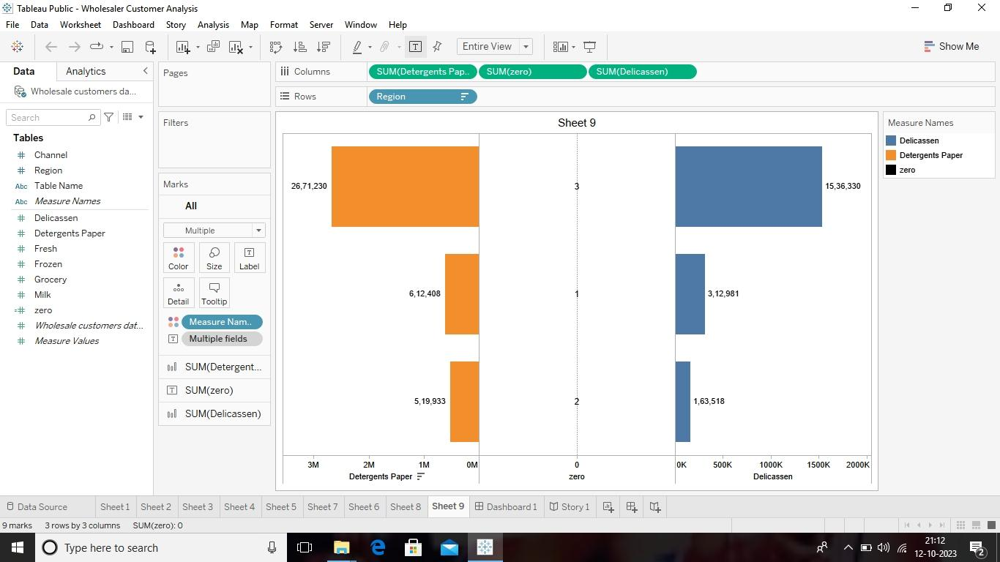 Tableau Public - Wholesaler Customer Analysis
File Data Worksheet Dashboard Story Analysis Map Format Server Window Help
Entire View
Show Me
Data Analytics
Wholesale customers da...
Search
Tables
Channel
Region
Abc Table Name
Abc Measure Names
Delicassen
Detergents Paper
Fresh
Frozen
Grocery
Milk
zero
Wholesale customers dat...
Measure Values
Pages
Filters
Marks
All
Multiple
Color Size Label
Detail Tooltip
Measure Nam..
Multiple fields
SUM(Detergent...
SUM(zero)
SUM(Delicassen)
Columns SUM(Detergents Pap.. SUM(zero) SUM(Delicassen)
Rows Region
Sheet 9
26,71,230 3 15,36,330
6,12,408 1 3,12,981
5,19,933 2 1,63,518
3M 2M 1M 0M 0 0K 500K 1000K 1500K 2000K
Detergents Paper zero Delicassen
Measure Names
Delicassen
Detergents Paper
zero
Data Source Sheet 1 Sheet 2 Sheet 3 Sheet 4 Sheet 5 Sheet 7 Sheet 6 Sheet 8 Sheet 9 Dashboard 1 Story 1
9 marks 3 rows by 3 columns SUM(zero): 0
Type here to search
21:12
12-10-2023
2